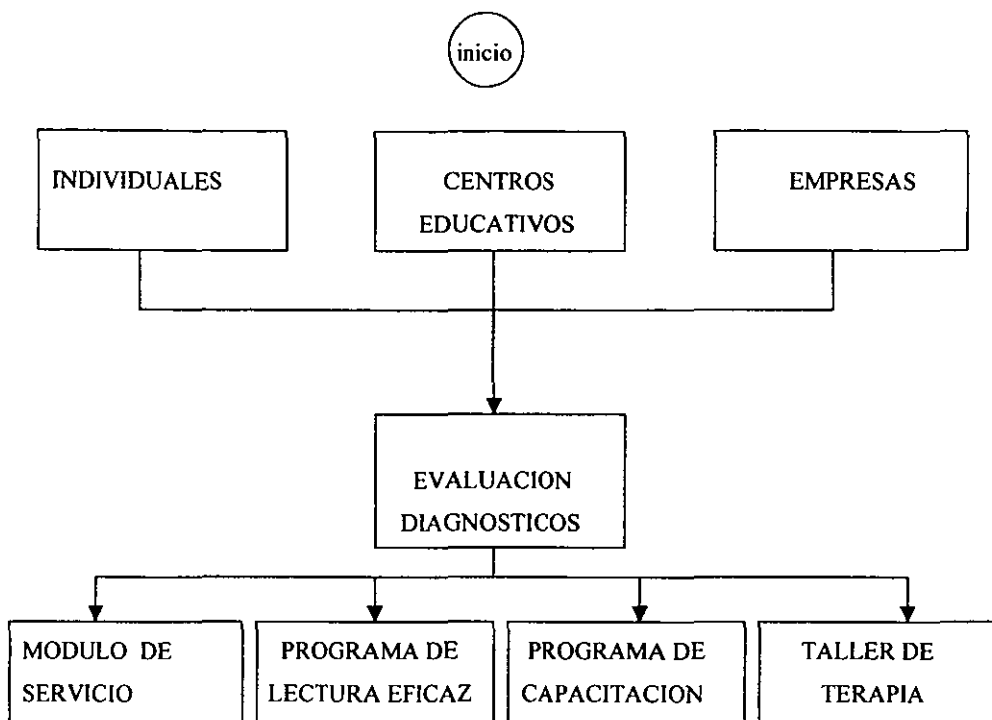 inicio
INDIVIDUALES
CENTROS
EDUCATIVOS
EMPRESAS
EVALUACION
DIAGNOSTICOS
MODULO DE
SERVICIO
PROGRAMA DE
LECTURA EFICAZ
PROGRAMA DE
CAPACITACION
TALLER DE
TERAPIA